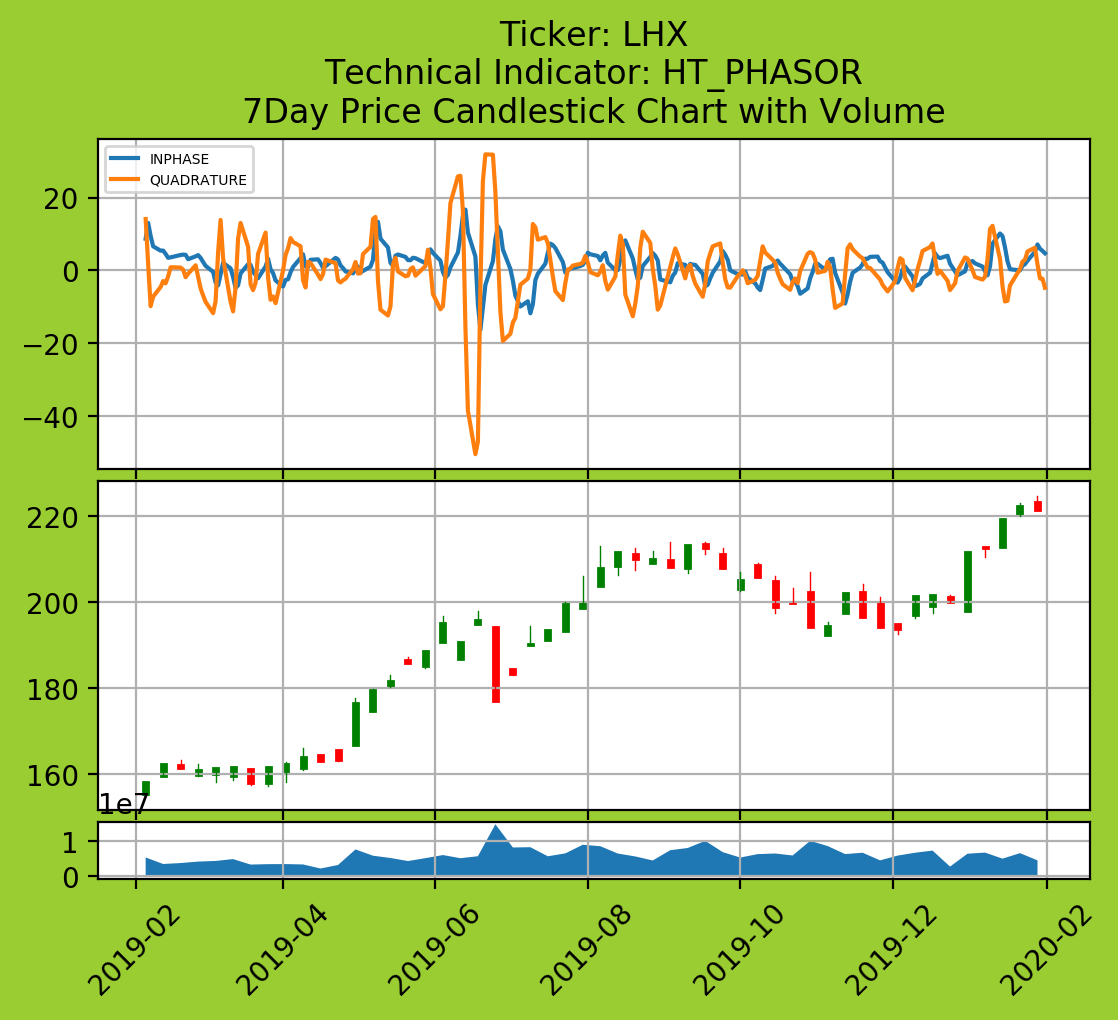 Ticker: LHX
Technical Indicator: HT_PHASOR
7Day Price Candlestick Chart with Volume
INPHASE
QUADRATURE
20
0
−20
−40
220
200
180
160
1e7
1
0
2019-02
2019-04
2019-06
2019-08
2019-10
2019-12
2020-02